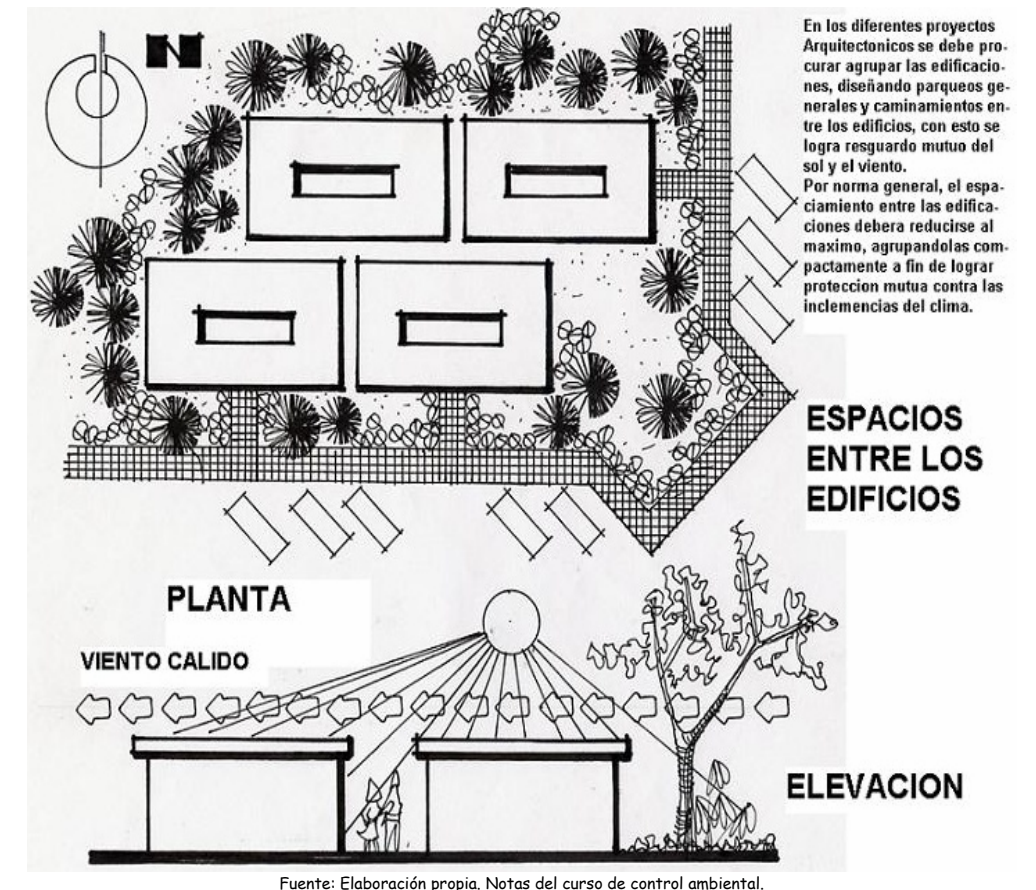 N
En los diferentes proyectos
Arquitectonicos se debe pro-
curar agrupar las edificacio-
nes, diseñando parqueos ge-
nerales y caminamientos en-
tre los edificios, con esto se
logra resguardo mutuo del
sol y el viento.
Por norma general, el espa-
ciamiento entre las edifica-
ciones debera reducirse al
maximo, agrupandolas com-
pactamente a fin de lograr
proteccion mutua contra las
inclemencias del clima.
ESPACIOS
ENTRE LOS
EDIFICIOS
PLANTA
VIENTO CALIDO
ELEVACION
Fuente: Elaboración propia. Notas del curso de control ambiental.